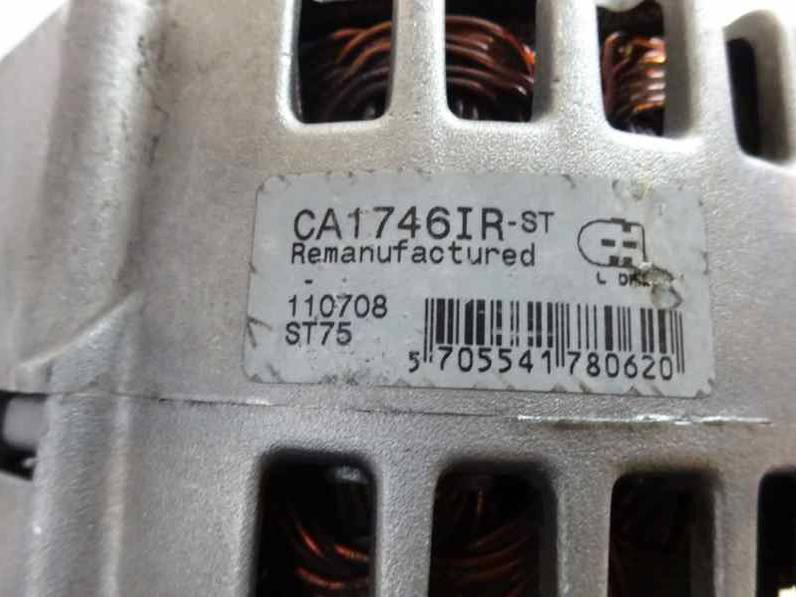 CA1746IR-ST
Remanufactured
-
L
110708
ST75
5 705541 780620